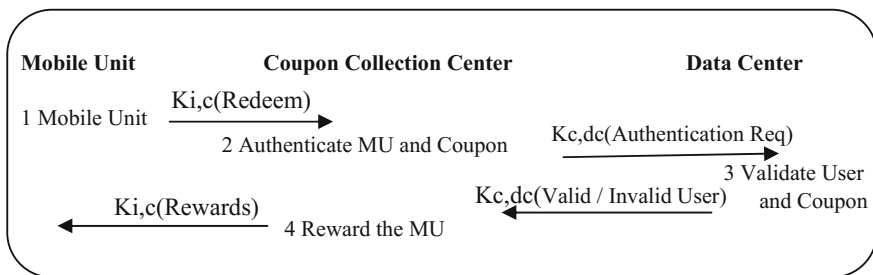 Mobile Unit Coupon Collection Center Data Center
Ki,c(Redeem)
1 Mobile Unit
2 Authenticate MU and Coupon
Kc,dc(Authentication Req)
3 Validate User
and Coupon
Kc,dc(Valid / Invalid User)
Ki,c(Rewards)
4 Reward the MU